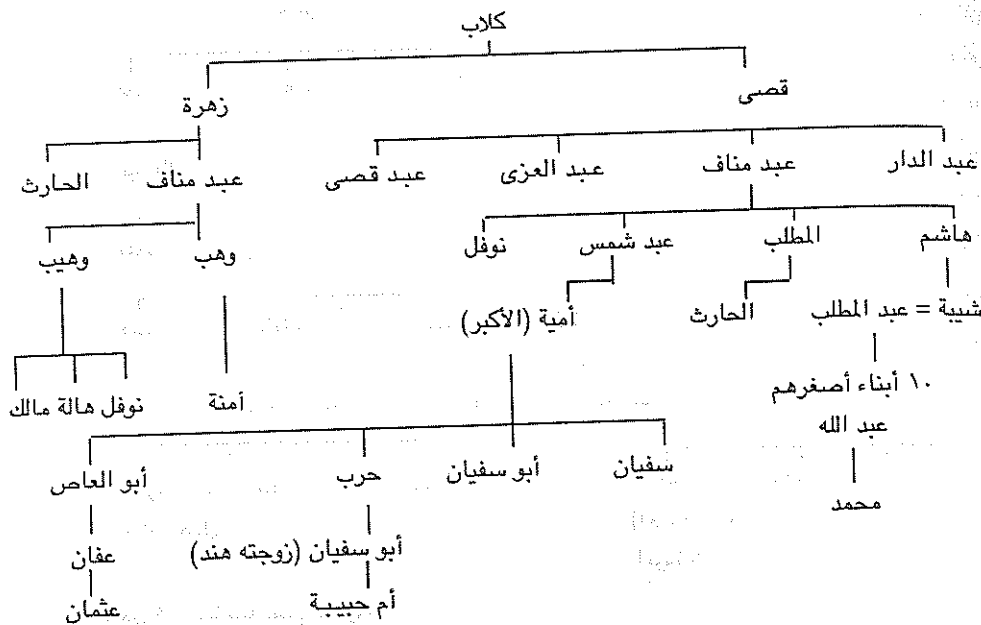 كلاب
قصى
زهرة
عبد الدار
عبد مناف
عبد العزى
عبد قصى
عبد مناف
الحارث
هاشم
المطلب
عبد شمس
نوفل
وهب
وهيب
شيبة = عبد المطلب
الحارث
أمية (الأكبر)
١٠ أبناء أصغرهم
عبد الله
محمد
أمنة
نوفل هالة مالك
سفيان
أبو سفيان
حرب
أبو العاص
أبو سفيان (زوجته هند)
عفان
أم حبيبة
عثمان